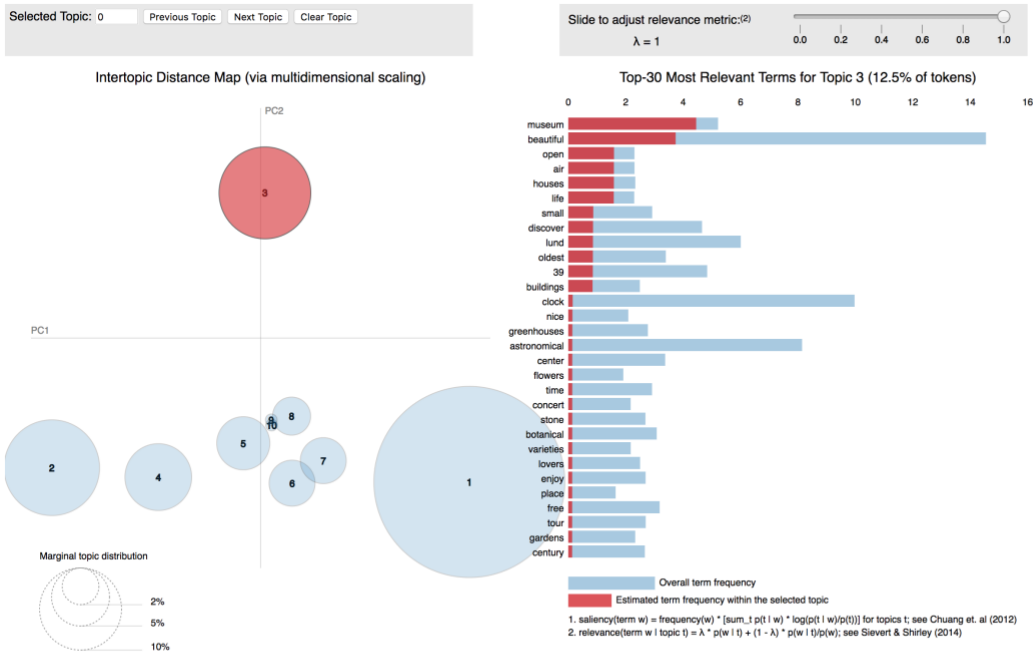 Selected Topic: 0 Previous Topic Next Topic Clear Topic
Slide to adjust relevance metric:(2)
λ = 1
0.0 0.2 0.4 0.6 0.8 1.0
Intertopic Distance Map (via multidimensional scaling)
PC2
PC1
3
2
4
5
9
10
8
7
6
1
Marginal topic distribution
2%
5%
10%
Top-30 Most Relevant Terms for Topic 3 (12.5% of tokens)
0 2 4 6 8 10 12 14 16
museum
beautiful
open
air
houses
life
small
discover
lund
oldest
39
buildings
clock
nice
greenhouses
astronomical
center
flowers
time
concert
stone
botanical
varieties
lovers
enjoy
place
free
tour
gardens
century
Overall term frequency
Estimated term frequency within the selected topic
1. saliency(term w) = frequency(w) * [sum_t p(t | w) * log(p(t | w)/p(t))] for topics t; see Chuang et. al (2012)
2. relevance(term w | topic t) = λ * p(w | t) + (1 - λ) * p(w | t)/p(w); see Sievert & Shirley (2014)